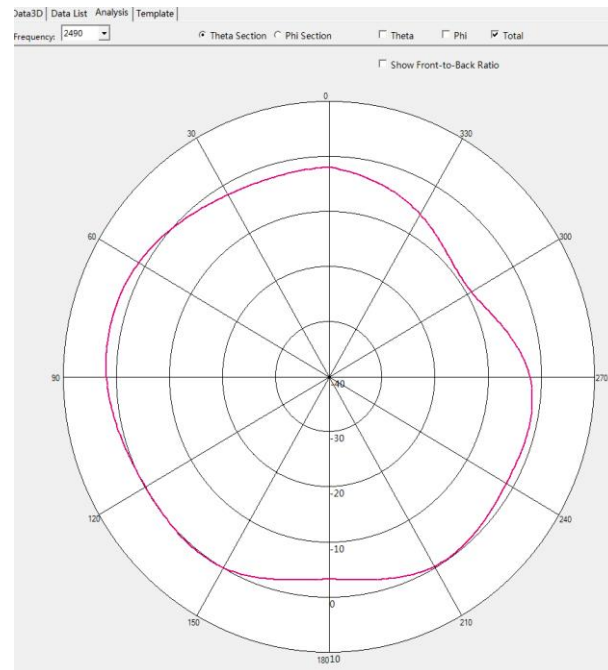 Data3D Data List Analysis Template
Frequency: 2490 Theta Section Phi Section Theta Phi Total
Show Front-to-Back Ratio
0
30 330
60 300
90 -40 270
-30
-20
120 240
-10
0
150 210
180 10